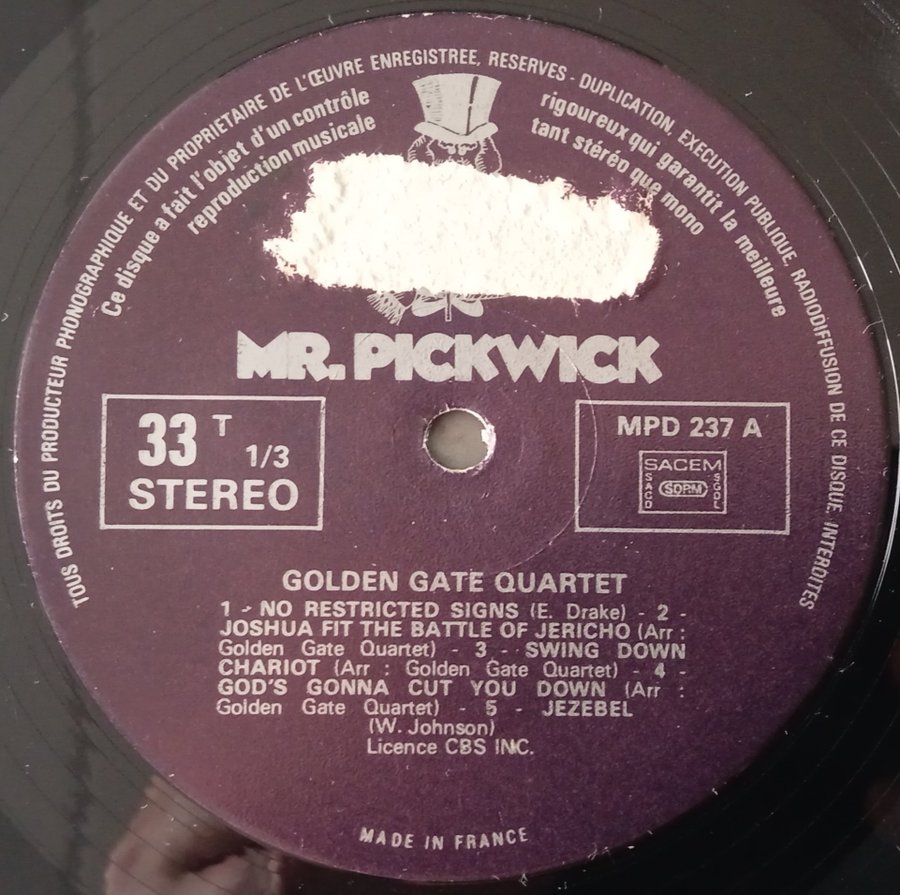 TOUS DROITS DU PRODUCTEUR PHONOGRAPHIQUE ET DU PROPRIETAIRE DE L'ŒUVRE ENREGISTREE, RESERVES - DUPLICATION, EXECUTION PUBLIQUE, RADIODIFFUSION DE CE DISQUE, INTERDITES
Ce disque a fait l'objet d'un contrôle rigoureux qui garantit la meilleure
reproduction musicale tant stéréo que mono
MR. PICKWICK
33 T
1/3
STEREO
MPD 237 A
SACEM
SACD
SDRM
SGDL
GOLDEN GATE QUARTET
1 - NO RESTRICTED SIGNS (E. Drake) - 2 -
JOSHUA FIT THE BATTLE OF JERICHO (Arr :
Golden Gate Quartet) - 3 - SWING DOWN
CHARIOT (Arr : Golden Gate Quartet) - 4 -
GOD'S GONNA CUT YOU DOWN (Arr :
Golden Gate Quartet) - 5 - JEZEBEL
(W. Johnson)
Licence CBS INC.
MADE IN FRANCE